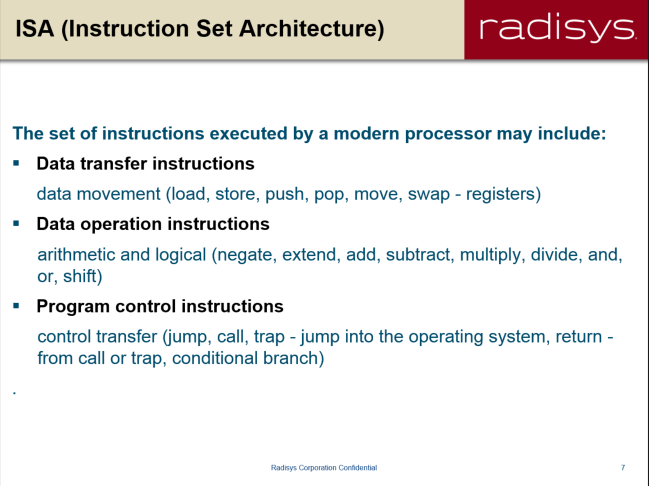 ISA (Instruction Set Architecture)
radisys.
The set of instructions executed by a modern processor may include:
▪ Data transfer instructions
data movement (load, store, push, pop, move, swap - registers)
▪ Data operation instructions
arithmetic and logical (negate, extend, add, subtract, multiply, divide, and,
or, shift)
▪ Program control instructions
control transfer (jump, call, trap - jump into the operating system, return -
from call or trap, conditional branch)
.
Radisys Corporation Confidential
7